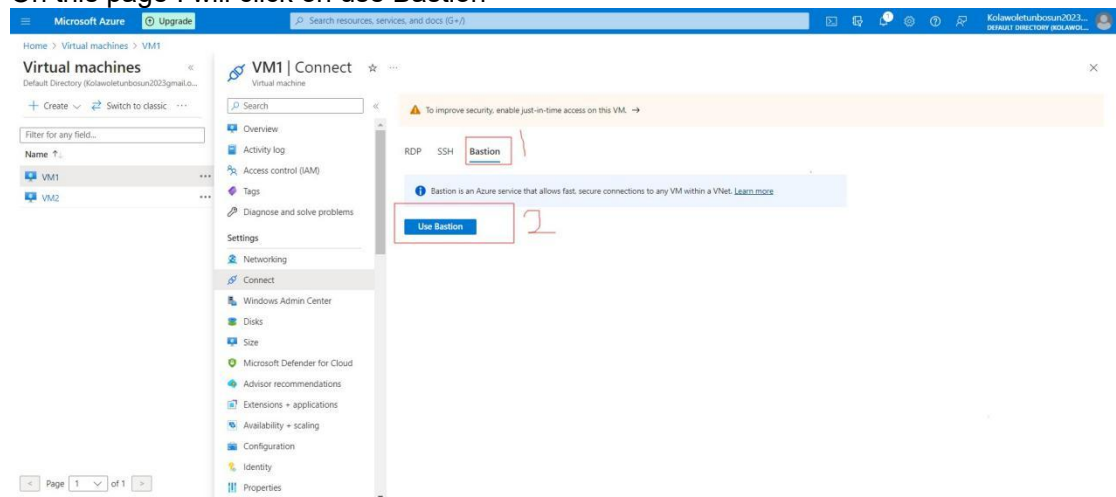 On this page I will click on use Bastion
Microsoft Azure Upgrade Search resources, services, and docs (G+/) 1 Kolawoletunbosun2023...
DEFAULT DIRECTORY (KOLAWOL...
Home > Virtual machines > VM1
Virtual machines «
Default Directory (Kolawoletunbosun2023gmail.o...
+ Create Switch to classic ...
Filter for any field...
Name ↑↓
VM1 ...
VM2 ...
< Page 1 of 1 >
VM1 | Connect ☆ ...
Virtual machine
Search «
Overview
Activity log
Access control (IAM)
Tags
Diagnose and solve problems
Settings
Networking
Connect
Windows Admin Center
Disks
Size
Microsoft Defender for Cloud
Advisor recommendations
Extensions + applications
Availability + scaling
Configuration
Identity
Properties
To improve security, enable just-in-time access on this VM. →
RDP SSH Bastion 1
Bastion is an Azure service that allows fast, secure connections to any VM within a VNet. Learn more
Use Bastion 2